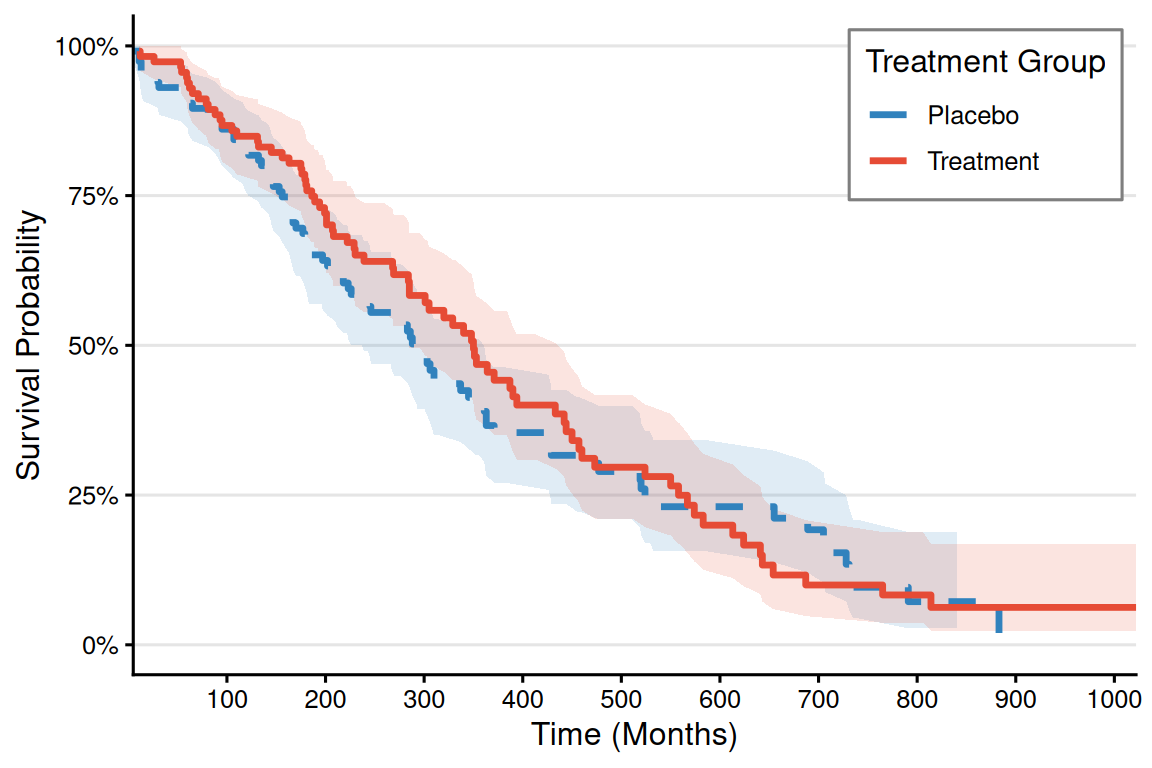 Treatment Group
Placebo
Treatment
Survival Probability
100%
75%
50%
25%
0%
100 200 300 400 500 600 700 800 900 1000
Time (Months)